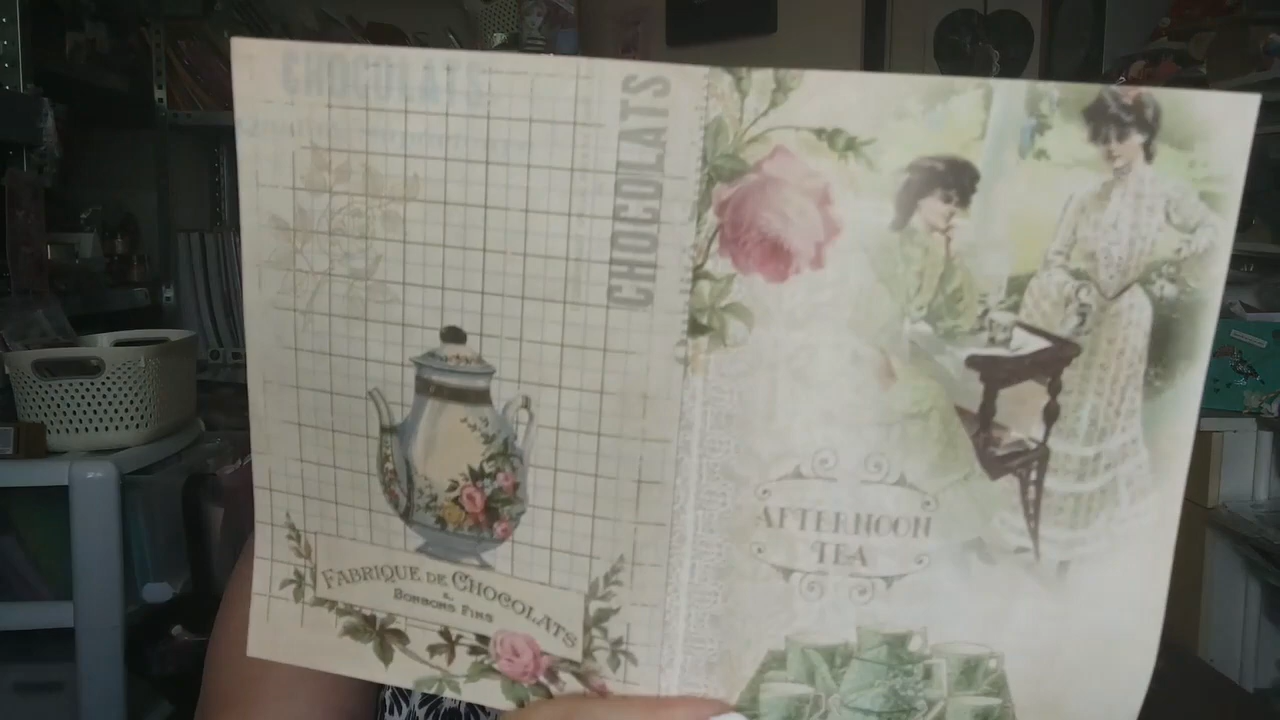 CHOCOLATS
CHOCOLATS
FABRIQUE DE CHOCOLATS
&
BONBONS FINS
AFTERNOON
TEA